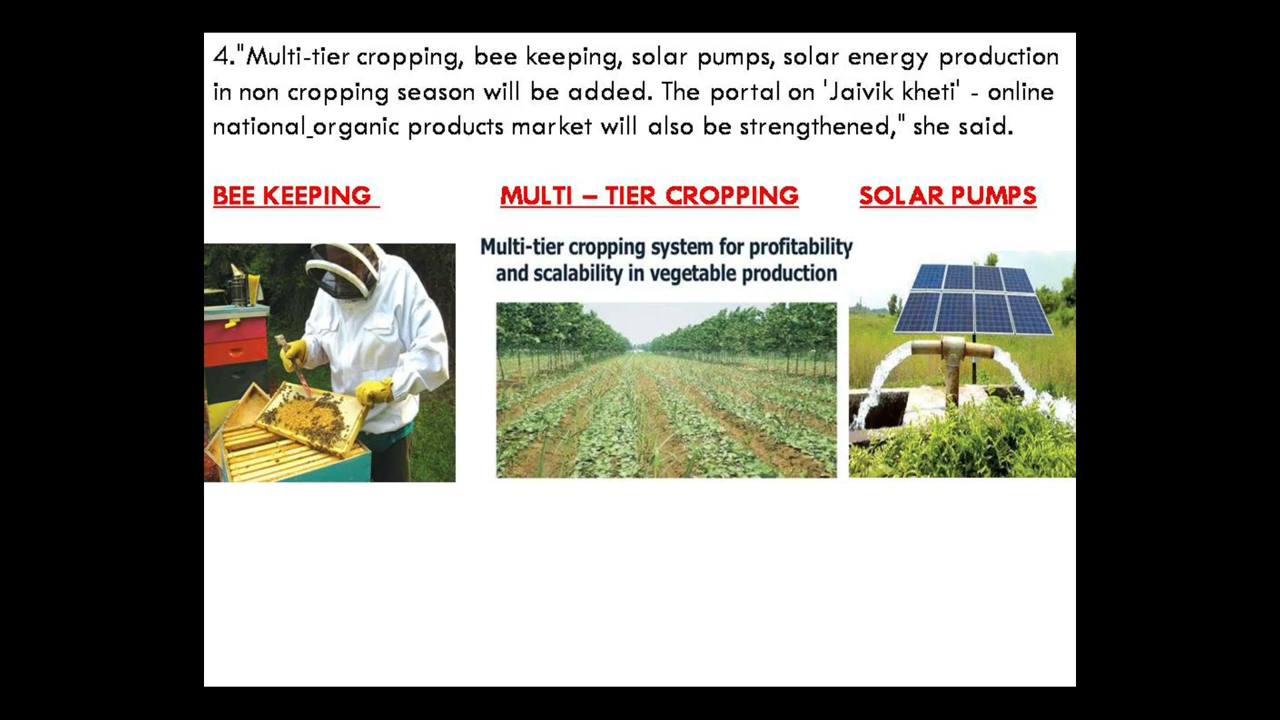 4."Multi-tier cropping, bee keeping, solar pumps, solar energy production
in non cropping season will be added. The portal on 'Jaivik kheti' - online
national organic products market will also be strengthened," she said.
BEE KEEPING
MULTI – TIER CROPPING
SOLAR PUMPS
Multi-tier cropping system for profitability
and scalability in vegetable production